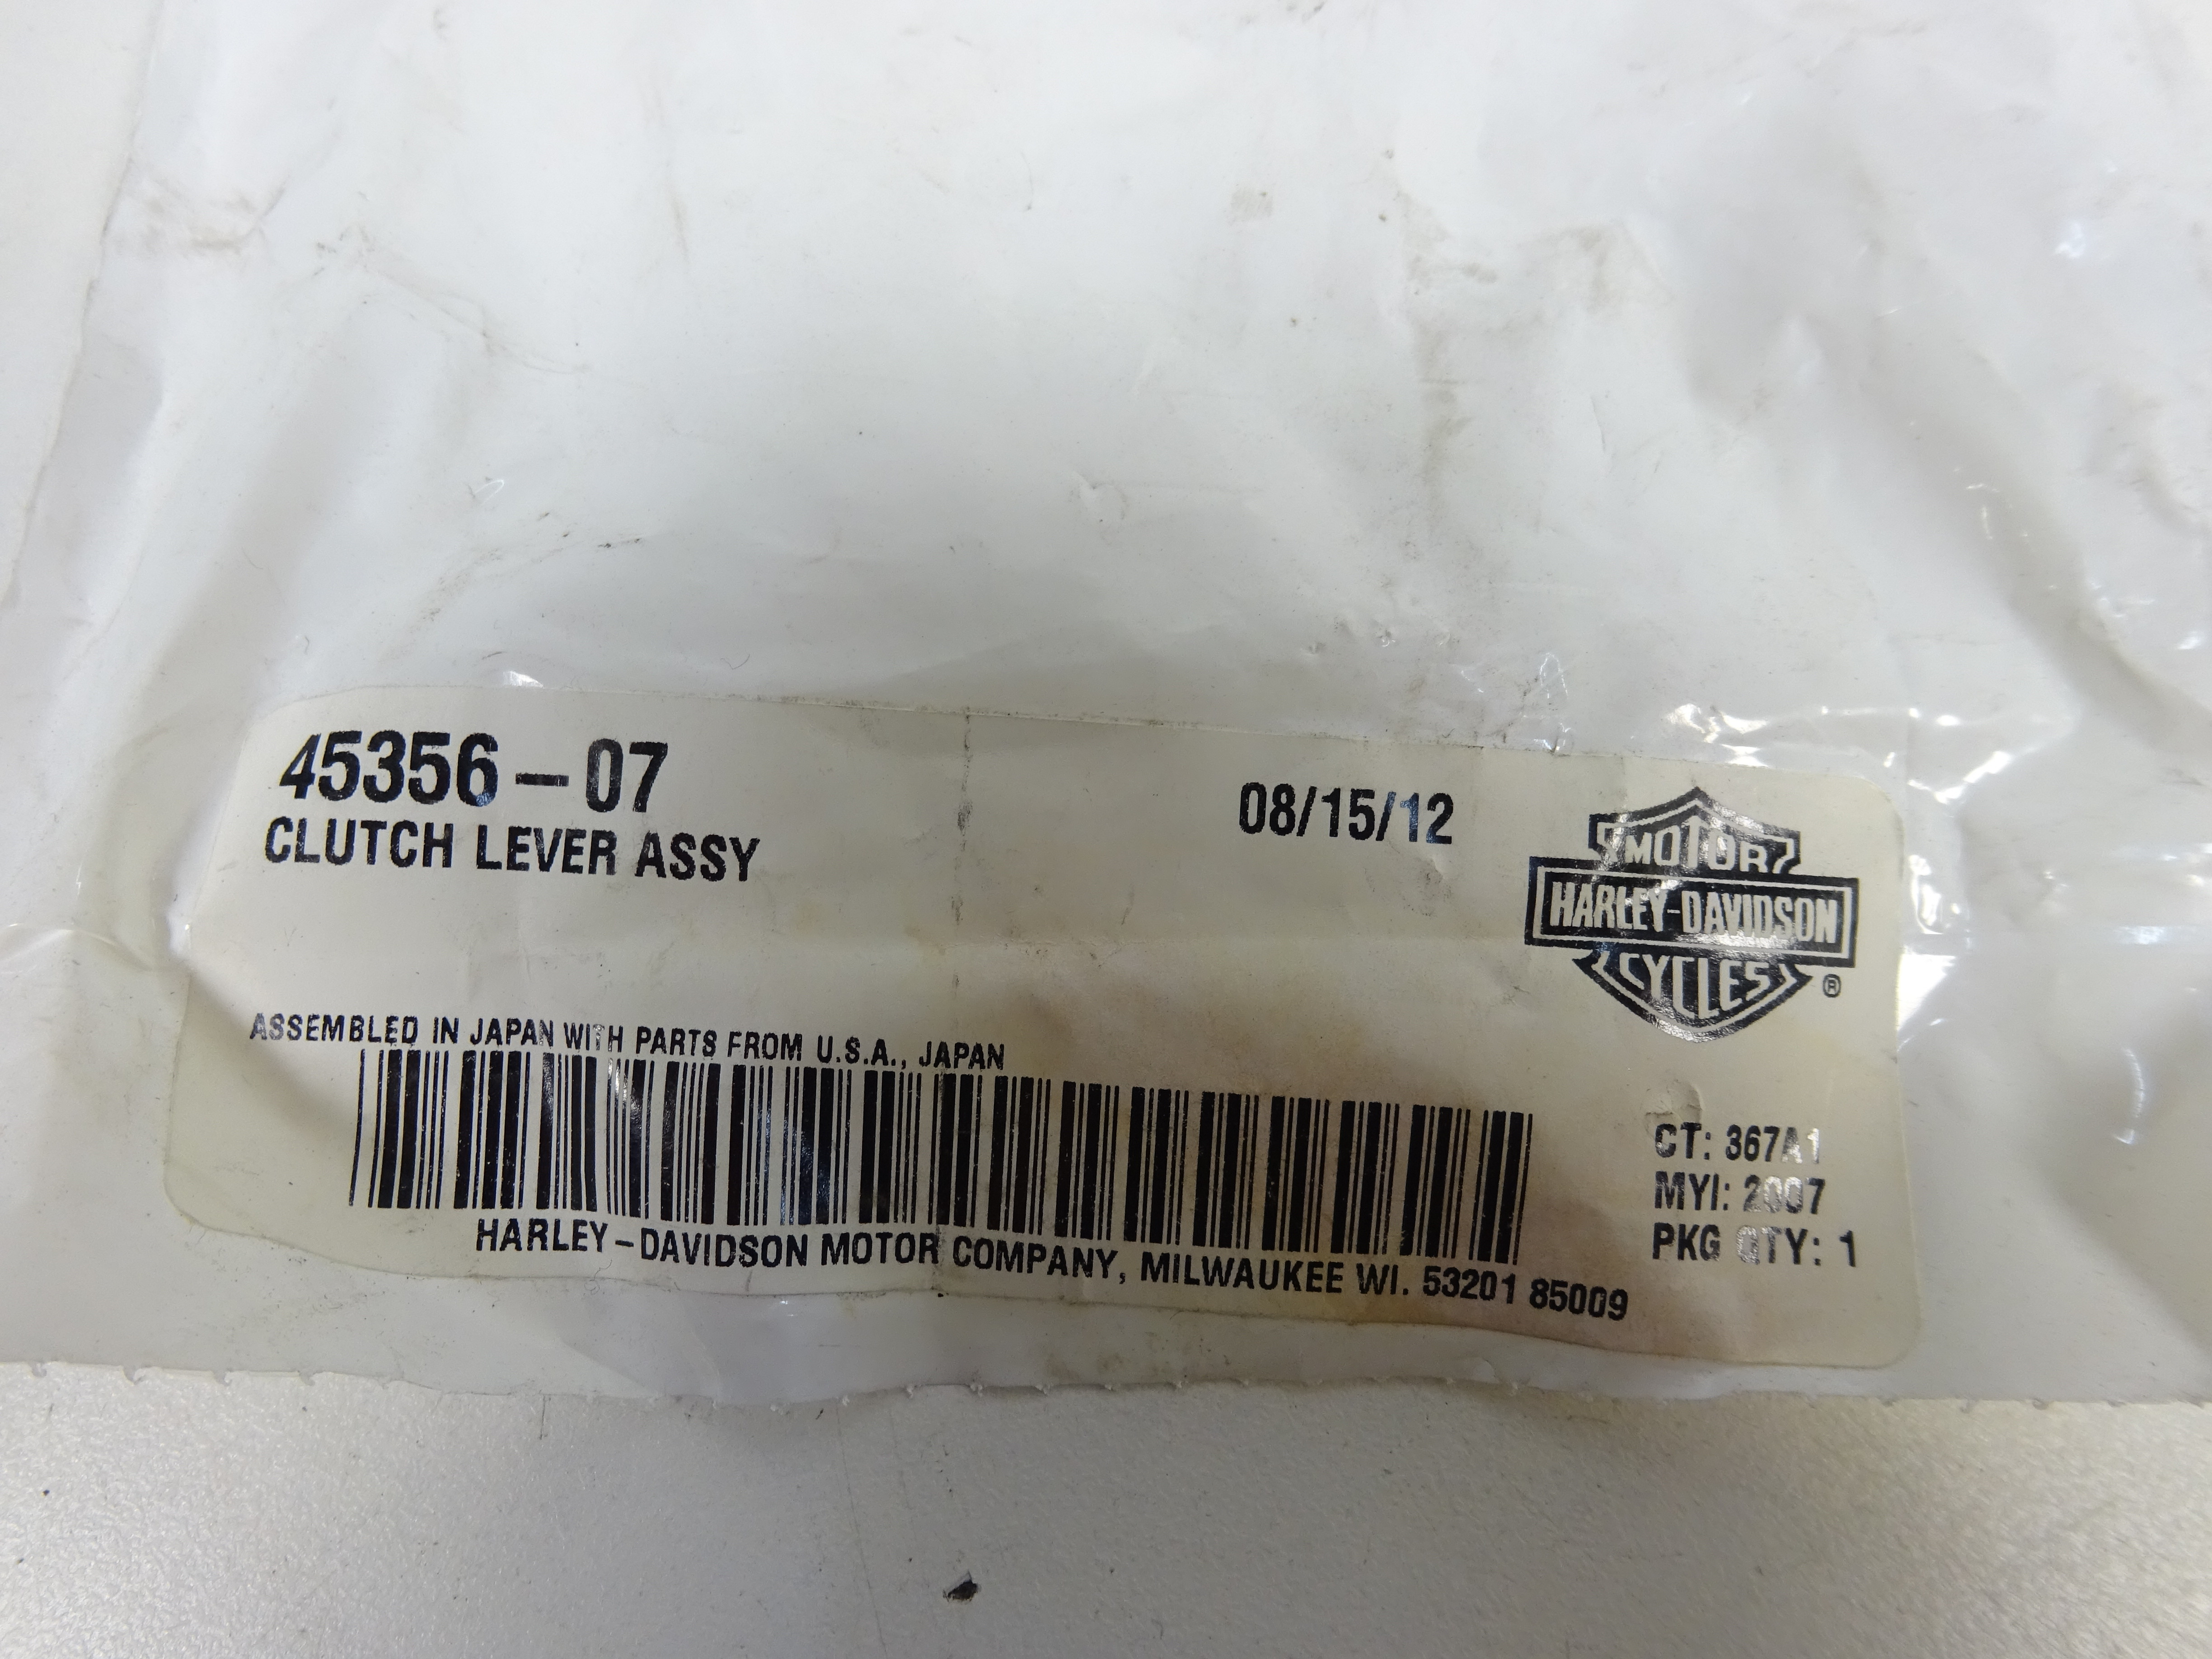 45356-07
08/15/12
CLUTCH LEVER ASSY
MOTOR
HARLEY-DAVIDSON
CYCLES
®
ASSEMBLED IN JAPAN WITH PARTS FROM U.S.A., JAPAN
CT: 367A1
MYI: 2007
PKG QTY: 1
HARLEY-DAVIDSON MOTOR COMPANY, MILWAUKEE WI. 53201 85009